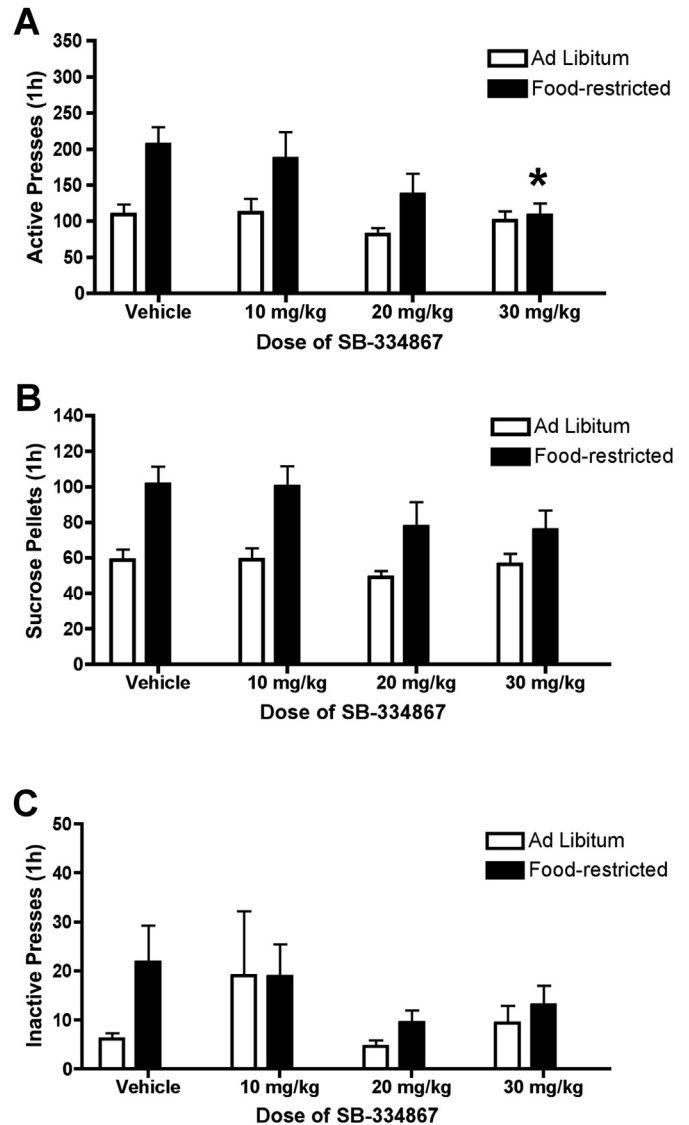 A
Active Presses (1h)
350
300
250
200
150
100
50
0
Ad Libitum
Food-restricted
*
Vehicle 10 mg/kg 20 mg/kg 30 mg/kg
Dose of SB-334867
B
Sucrose Pellets (1h)
140
120
100
80
60
40
20
0
Ad Libitum
Food-restricted
Vehicle 10 mg/kg 20 mg/kg 30 mg/kg
Dose of SB-334867
C
Inactive Presses (1h)
50
40
30
20
10
0
Ad Libitum
Food-restricted
Vehicle 10 mg/kg 20 mg/kg 30 mg/kg
Dose of SB-334867